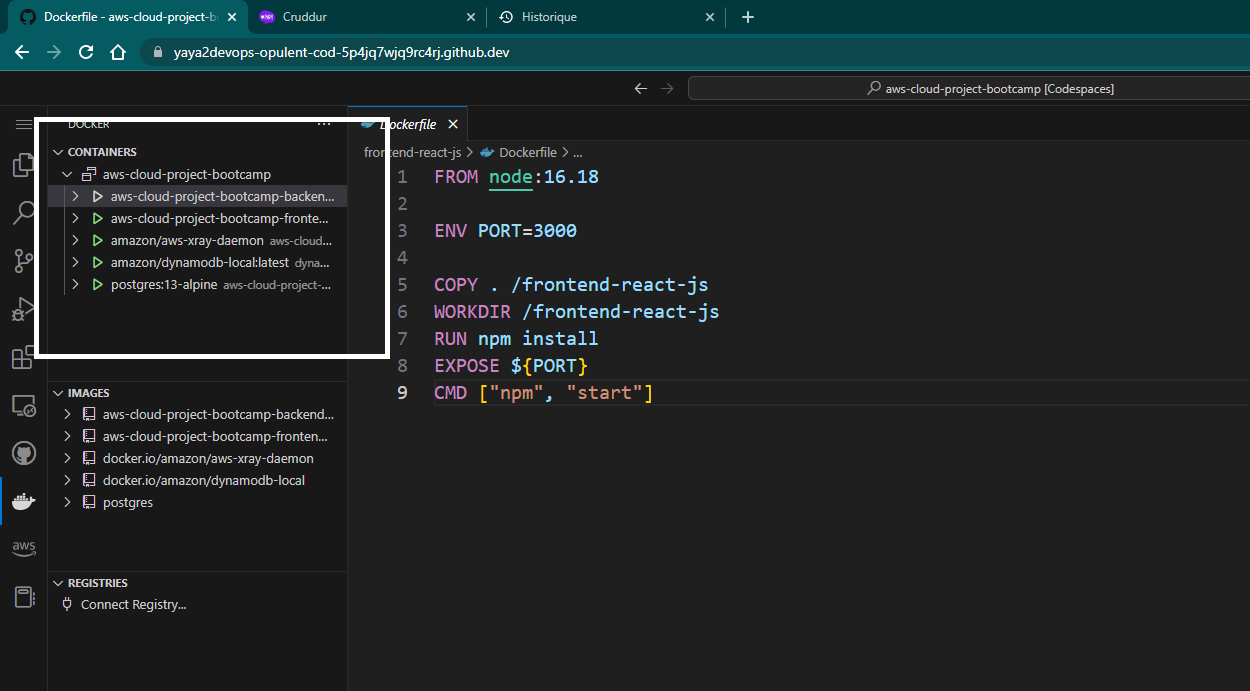 Dockerfile - aws-cloud-project-b
Cruddur
Historique
yaya2devops-opulent-cod-5p4jq7wjq9rc4rj.github.dev
aws-cloud-project-bootcamp [Codespaces]
DOCKER
...
CONTAINERS
aws-cloud-project-bootcamp
aws-cloud-project-bootcamp-backen...
aws-cloud-project-bootcamp-fronte...
amazon/aws-xray-daemon aws-cloud...
amazon/dynamodb-local:latest dyna...
postgres:13-alpine aws-cloud-project-...
IMAGES
aws-cloud-project-bootcamp-backend...
aws-cloud-project-bootcamp-fronten...
docker.io/amazon/aws-xray-daemon
docker.io/amazon/dynamodb-local
postgres
REGISTRIES
Connect Registry...
aws
Dockerfile
frontend-react-js > Dockerfile > ...
1 FROM node:16.18
2
3 ENV PORT=3000
4
5 COPY . /frontend-react-js
6 WORKDIR /frontend-react-js
7 RUN npm install
8 EXPOSE ${PORT}
9 CMD ["npm", "start"]